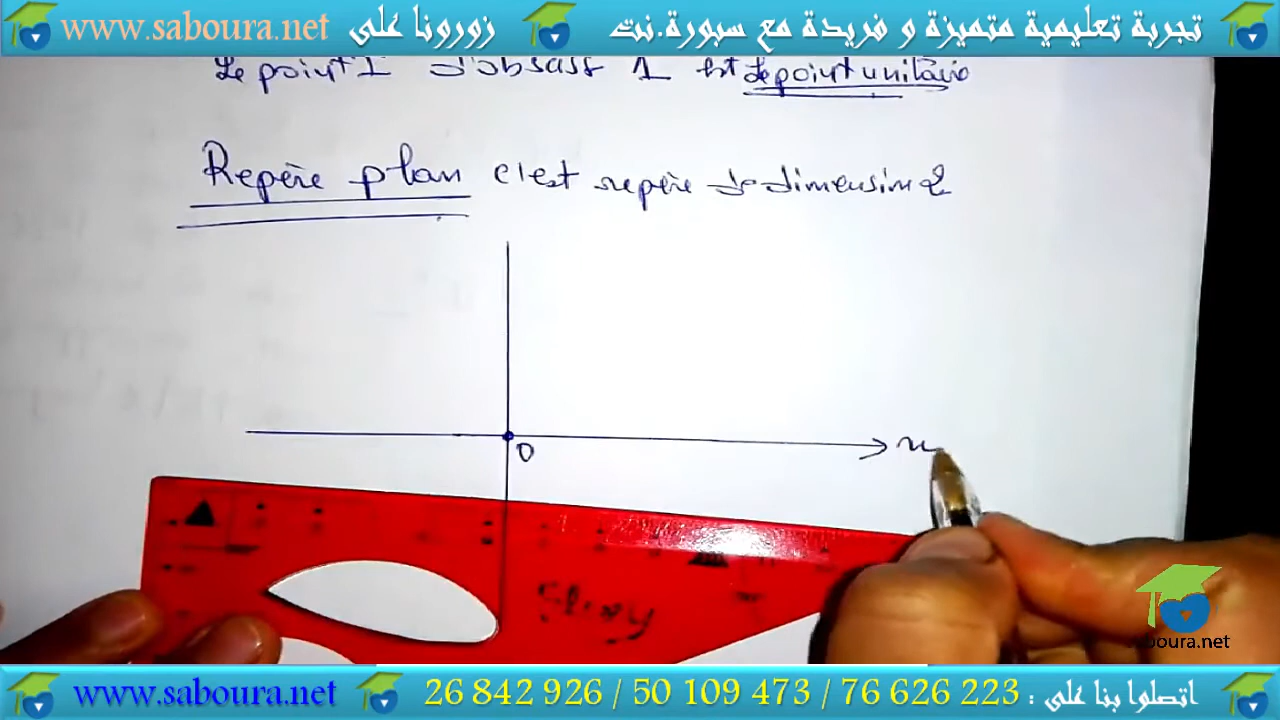 www.saboura.net زورونا على تجربة تعليمية متميزة و فريدة مع سبورة.نت
Le point I d'absass 1 est le point unitaire
Repère plan c'est repère de dimension 2
x
O
saboura.net
www.saboura.net 26 842 926 / 50 109 473 / 76 626 223 : اتصلوا بنا على